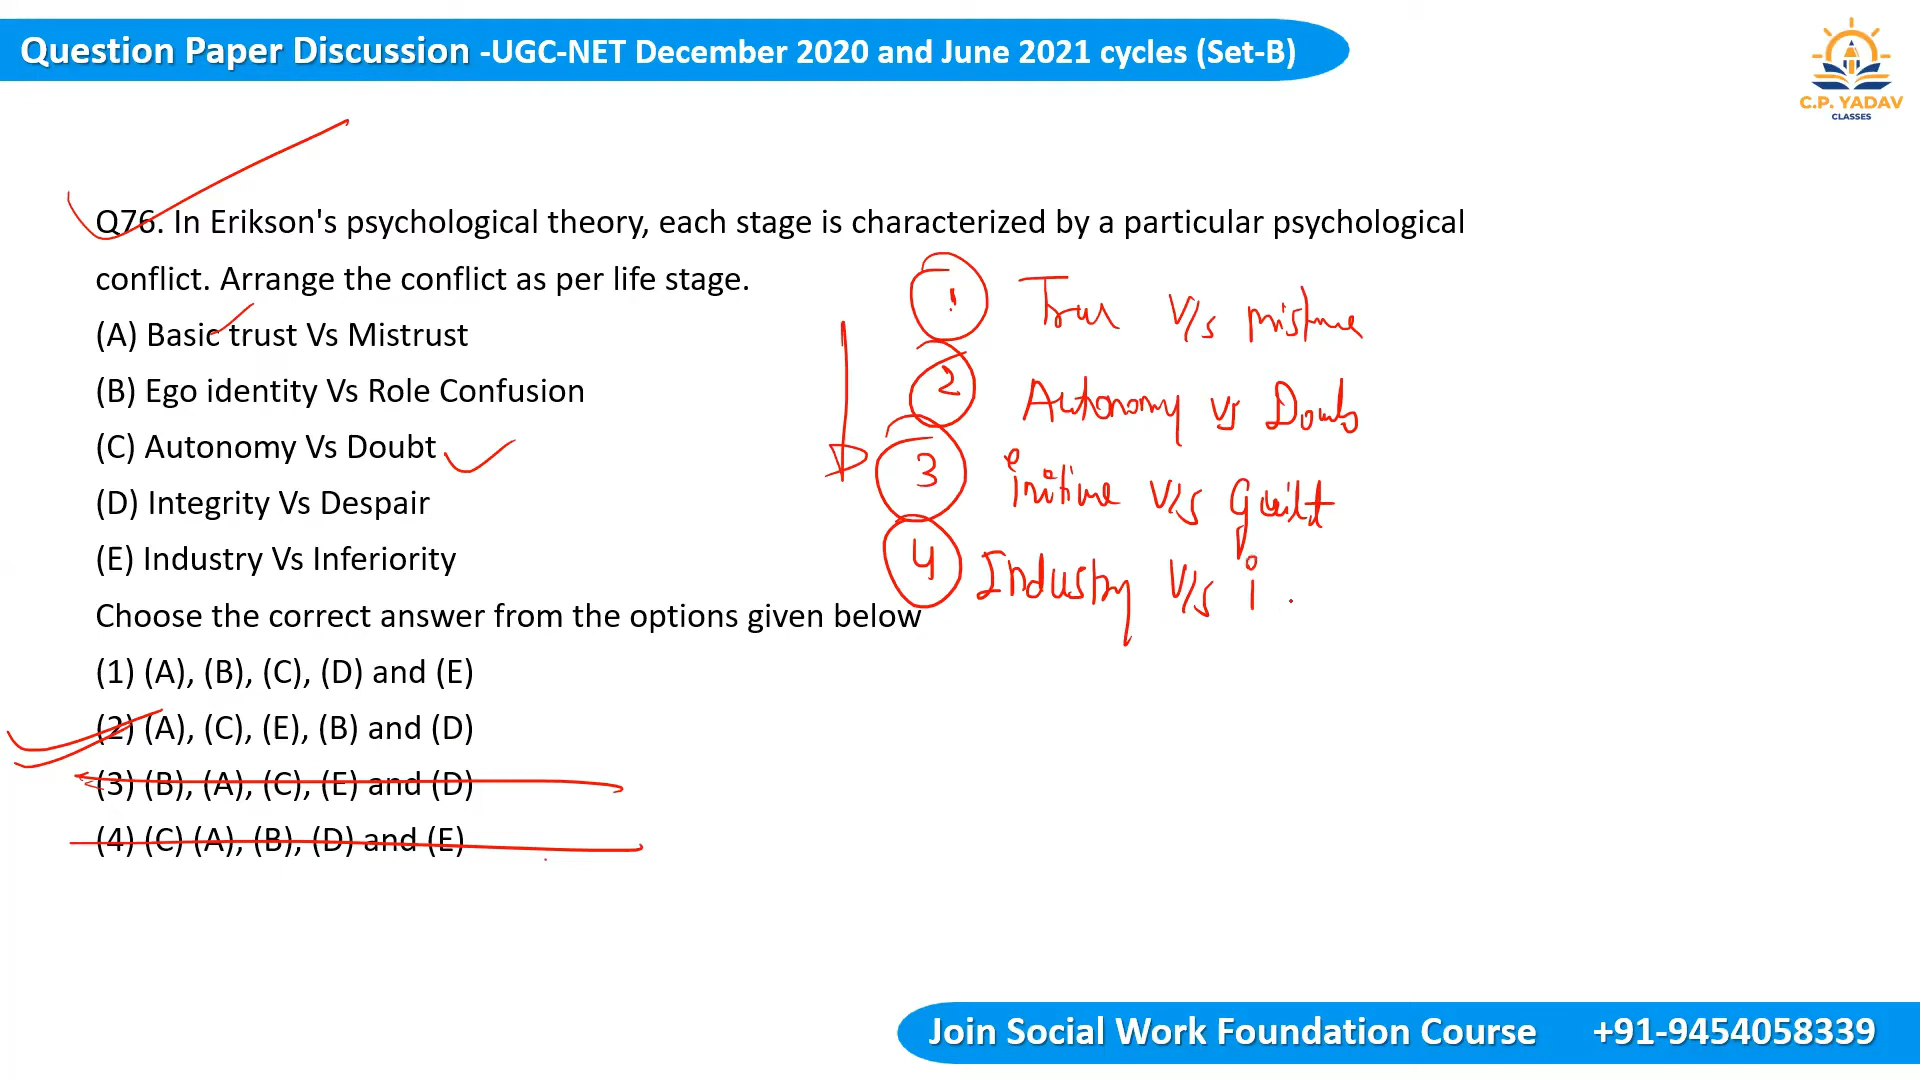 Question Paper Discussion -UGC-NET December 2020 and June 2021 cycles (Set-B)
C.P. YADAV
CLASSES
Q76. In Erikson's psychological theory, each stage is characterized by a particular psychological
conflict. Arrange the conflict as per life stage.
(A) Basic trust Vs Mistrust
(B) Ego identity Vs Role Confusion
(C) Autonomy Vs Doubt
(D) Integrity Vs Despair
(E) Industry Vs Inferiority
Choose the correct answer from the options given below
(1) (A), (B), (C), (D) and (E)
(2) (A), (C), (E), (B) and (D)
(3) (B), (A), (C), (E) and (D)
(4) (C) (A), (B), (D) and (E)
1 V/s
2 Autonomy vs
3 V/s Guilt
4 Industry V/s i
Join Social Work Foundation Course +91-9454058339